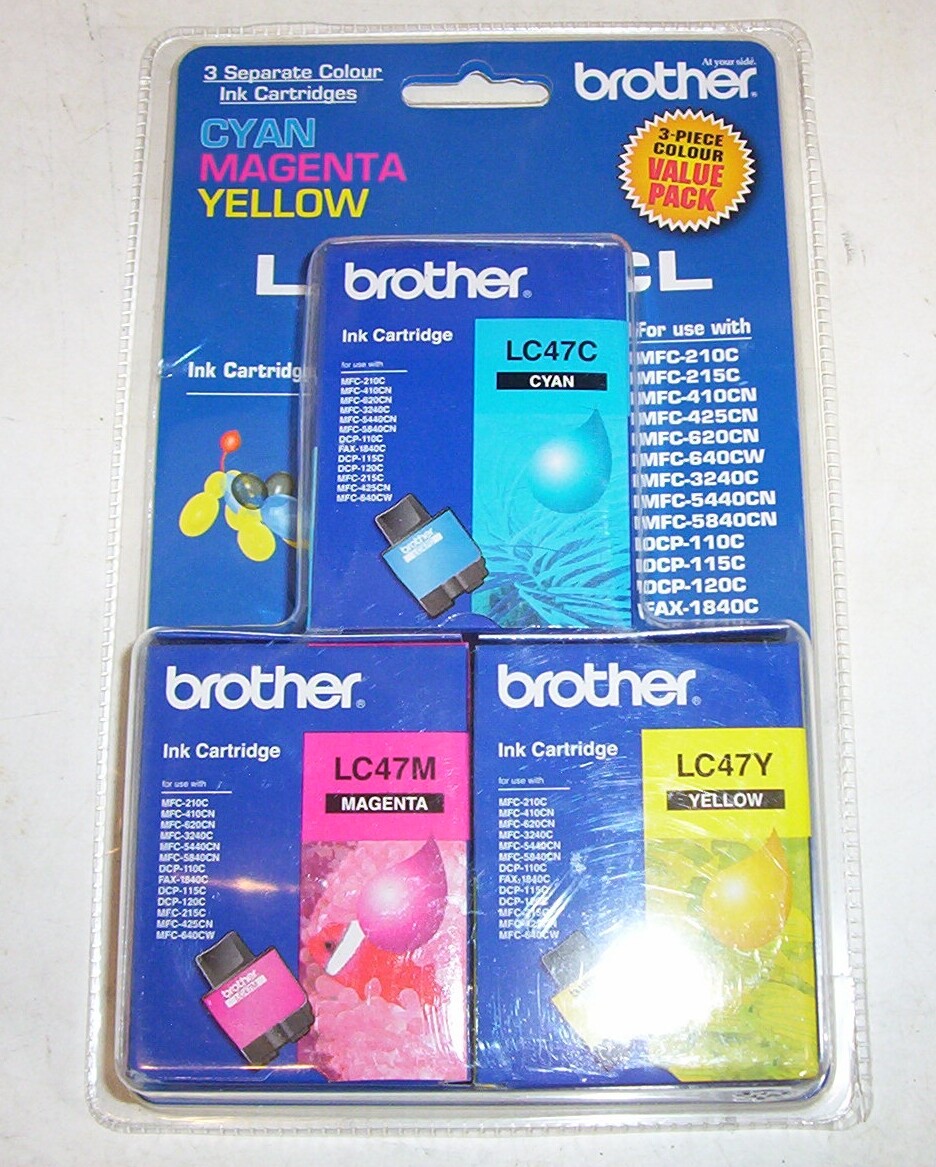 3 Separate Colour
Ink Cartridges
CYAN
MAGENTA
YELLOW
At your side.
brother®
3-PIECE
COLOUR
VALUE
PACK
L CL
Ink Cartridg
For use with
MFC-210C
MFC-215C
MFC-410CN
MFC-425CN
MFC-620CN
MFC-640CW
MFC-3240C
MFC-5440CN
MFC-5840CN
DCP-110C
DCP-115C
DCP-120C
FAX-1840C
brother®
Ink Cartridge
for use with
MFC-210C
MFC-410CN
MFC-620CN
MFC-3240C
MFC-5440CN
MFC-5840CN
DCP-110C
FAX-1840C
DCP-115C
DCP-120C
MFC-215C
MFC-425CN
MFC-640CW
LC47C
CYAN
brother
brother®
Ink Cartridge
for use with
MFC-210C
MFC-410CN
MFC-620CN
MFC-3240C
MFC-5440CN
MFC-5840CN
DCP-110C
FAX-1840C
DCP-115C
DCP-120C
MFC-215C
MFC-425CN
MFC-640CW
LC47M
MAGENTA
brother
brother®
Ink Cartridge
for use with
MFC-210C
MFC-410CN
MFC-620CN
MFC-3240C
MFC-5440CN
MFC-5840CN
DCP-110C
FAX-1840C
DCP-115C
MFC-640CW
LC47Y
YELLOW